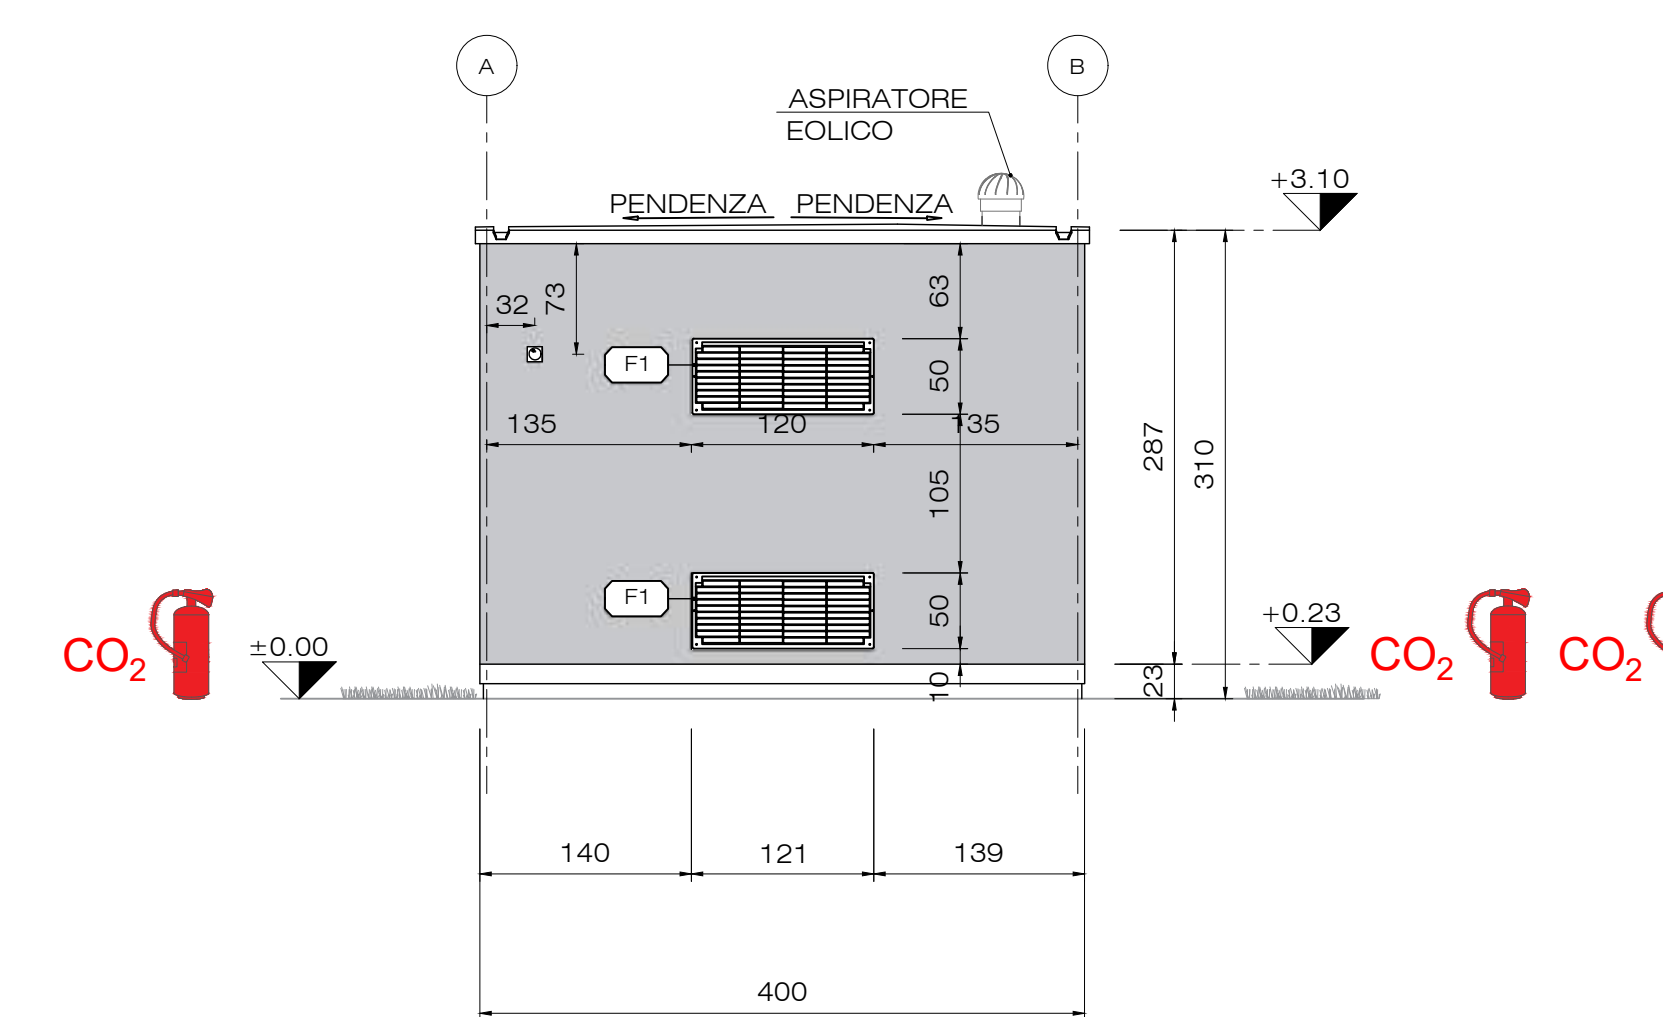 A
B
ASPIRATORE
EOLICO
+3.10
PENDENZA PENDENZA
32
73
63
F1
50
135
120
135
287
310
105
F1
50
+0.23
±0.00
CO2
CO2
CO2
10
23
140
121
139
400